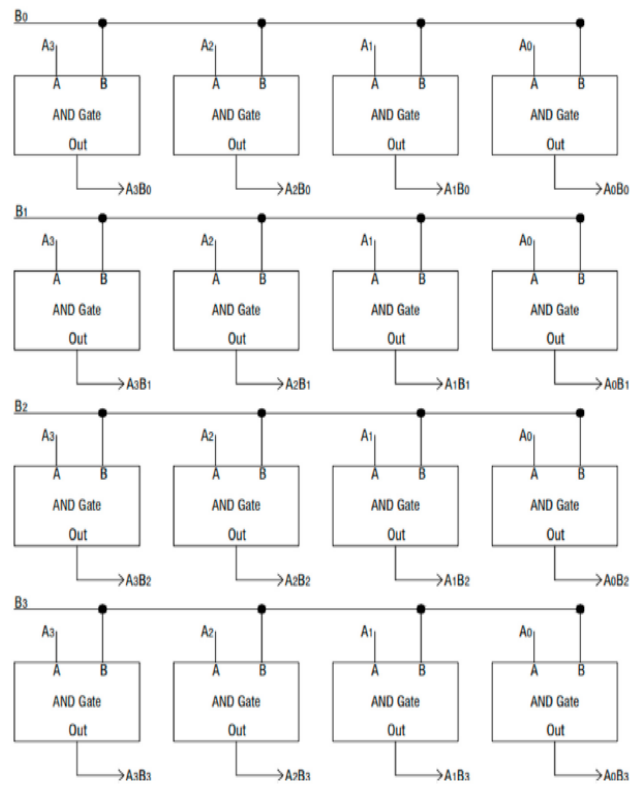 B0
A3 A2 A1 A0
A B A B A B A B
AND Gate AND Gate AND Gate AND Gate
Out Out Out Out
A3B0 A2B0 A1B0 A0B0
B1
A3 A2 A1 A0
A B A B A B A B
AND Gate AND Gate AND Gate AND Gate
Out Out Out Out
A3B1 A2B1 A1B1 A0B1
B2
A3 A2 A1 A0
A B A B A B A B
AND Gate AND Gate AND Gate AND Gate
Out Out Out Out
A3B2 A2B2 A1B2 A0B2
B3
A3 A2 A1 A0
A B A B A B A B
AND Gate AND Gate AND Gate AND Gate
Out Out Out Out
A3B3 A2B3 A1B3 A0B3